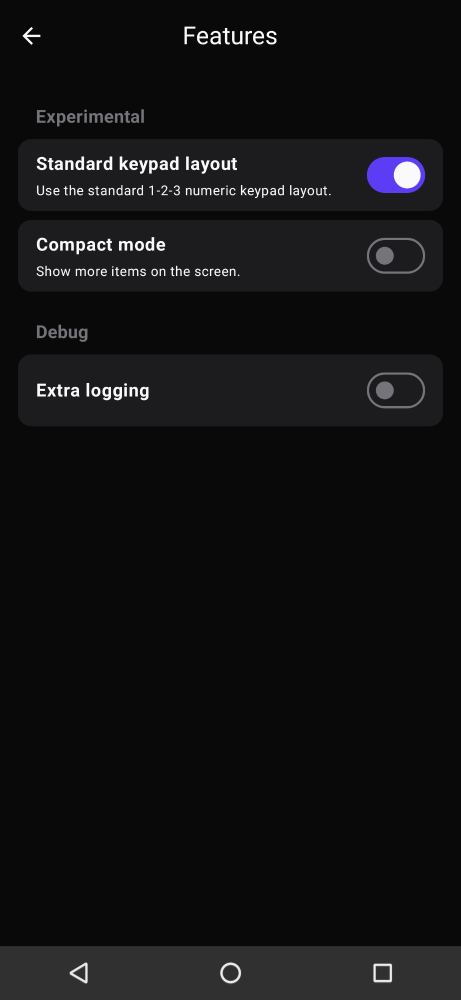 Features
Experimental
Standard keypad layout
Use the standard 1-2-3 numeric keypad layout.
Compact mode
Show more items on the screen.
Debug
Extra logging